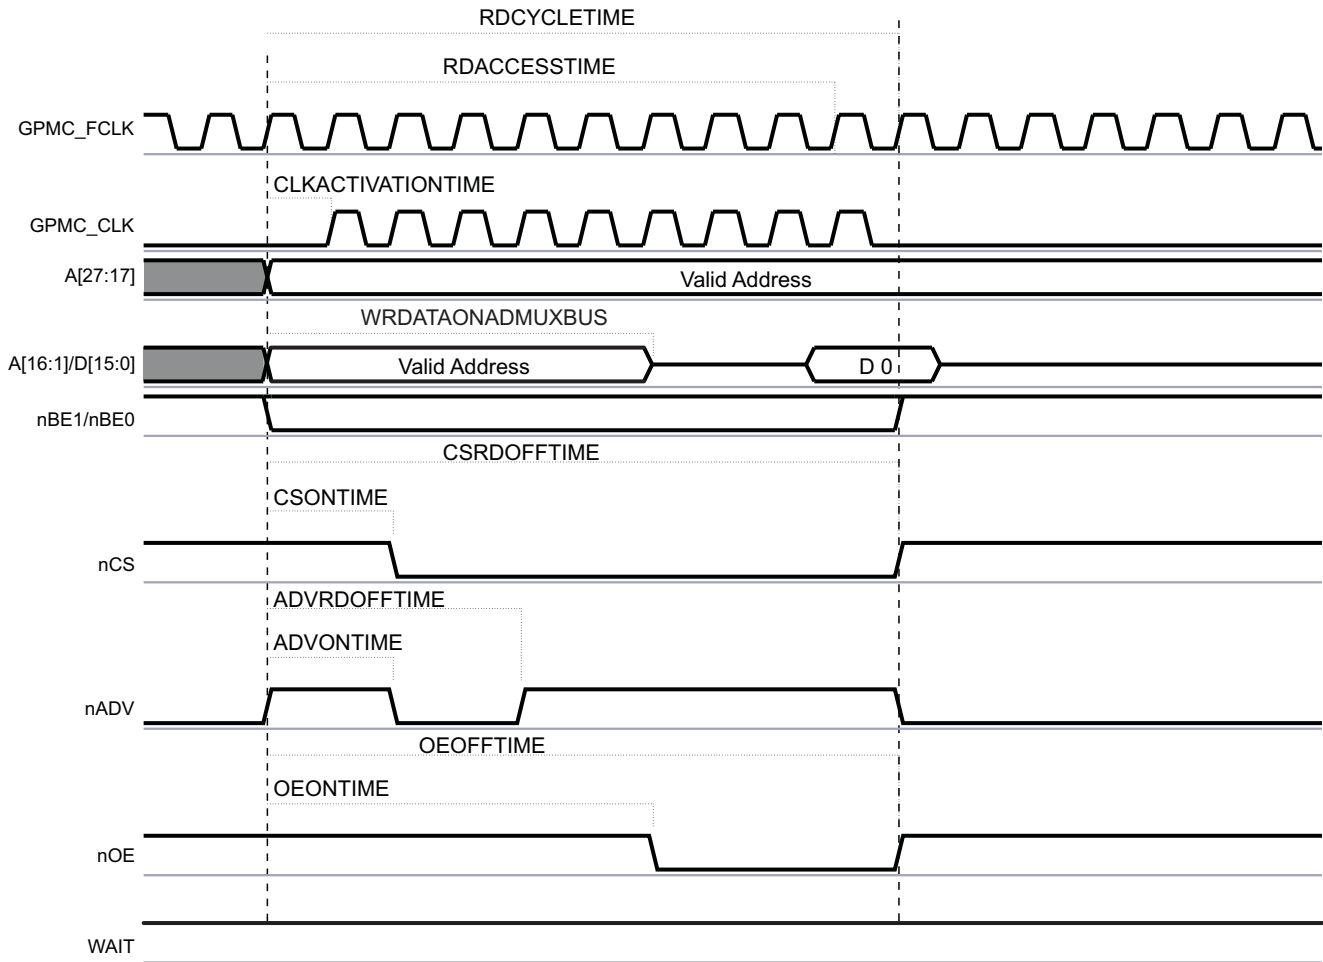 RDCYCLETIME
RDACCESSTIME
GPMC_FCLK
CLKACTIVATIONTIME
GPMC_CLK
A[27:17]
Valid Address
WRDATAONADMUXBUS
A[16:1]/D[15:0]
Valid Address
D 0
nBE1/nBE0
CSRDOFFTIME
CSONTIME
nCS
ADVRDOFFTIME
ADVONTIME
nADV
OEOFFTIME
OEONTIME
nOE
WAIT